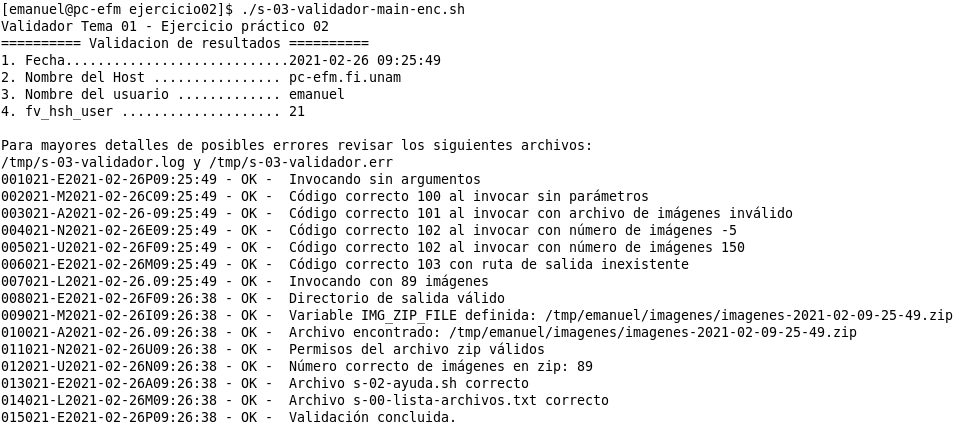 [emanuel@pc-efm ejercicio02]$ ./s-03-validador-main-enc.sh
Validador Tema 01 - Ejercicio práctico 02
========== Validacion de resultados ==========
1. Fecha............................2021-02-26 09:25:49
2. Nombre del Host ................ pc-efm.fi.unam
3. Nombre del usuario ............. emanuel
4. fv_hsh_user .................... 21
Para mayores detalles de posibles errores revisar los siguientes archivos:
/tmp/s-03-validador.log y /tmp/s-03-validador.err
001021-E2021-02-26P09:25:49 - OK -  Invocando sin argumentos
002021-M2021-02-26C09:25:49 - OK -  Código correcto 100 al invocar sin parámetros
003021-A2021-02-26-09:25:49 - OK -  Código correcto 101 al invocar con archivo de imágenes inválido
004021-N2021-02-26E09:25:49 - OK -  Código correcto 102 al invocar con número de imágenes -5
005021-U2021-02-26F09:25:49 - OK -  Código correcto 102 al invocar con número de imágenes 150
006021-E2021-02-26M09:25:49 - OK -  Código correcto 103 con ruta de salida inexistente
007021-L2021-02-26.09:25:49 - OK -  Invocando con 89 imágenes
008021-E2021-02-26F09:26:38 - OK -  Directorio de salida válido
009021-M2021-02-26I09:26:38 - OK -  Variable IMG_ZIP_FILE definida: /tmp/emanuel/imagenes/imagenes-2021-02-09-25-49.zip
010021-A2021-02-26.09:26:38 - OK -  Archivo encontrado: /tmp/emanuel/imagenes/imagenes-2021-02-09-25-49.zip
011021-N2021-02-26U09:26:38 - OK -  Permisos del archivo zip válidos
012021-U2021-02-26N09:26:38 - OK -  Número correcto de imágenes en zip: 89
013021-E2021-02-26A09:26:38 - OK -  Archivo s-02-ayuda.sh correcto
014021-L2021-02-26M09:26:38 - OK -  Archivo s-00-lista-archivos.txt correcto
015021-E2021-02-26P09:26:38 - OK -  Validación concluida.